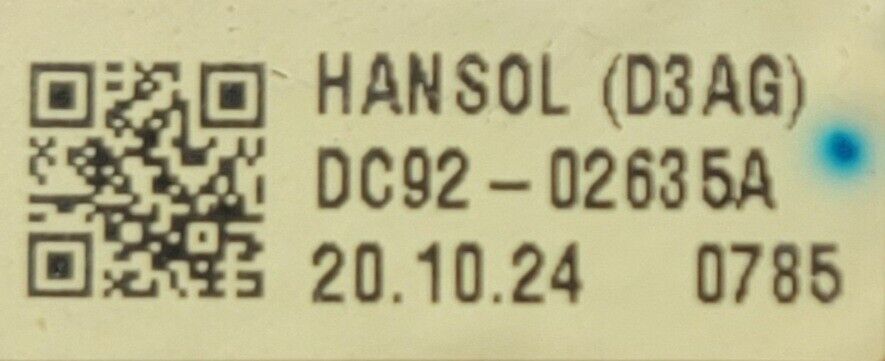 HANSOL (D3AG)
DC92-02635A
20.10.24 0785